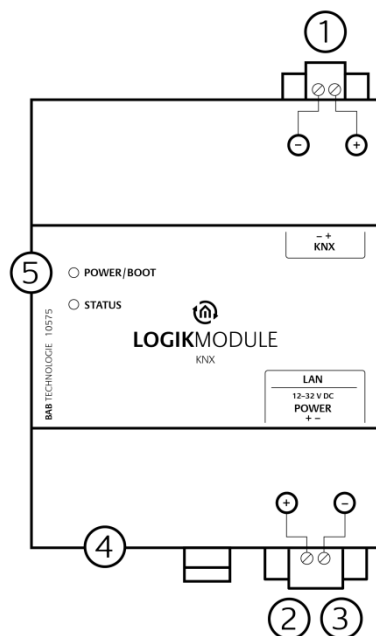 1
− +
− +
KNX
5
POWER/BOOT
STATUS
LOGIKMODULE
KNX
BAB TECHNOLOGIE 10575
LAN
12–32 V DC
POWER
+ −
+ −
4
2 3